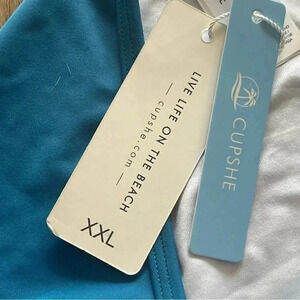 LIVE LIFE ON THE BEACH
— cupshe.com —
XXL
CUPSHE